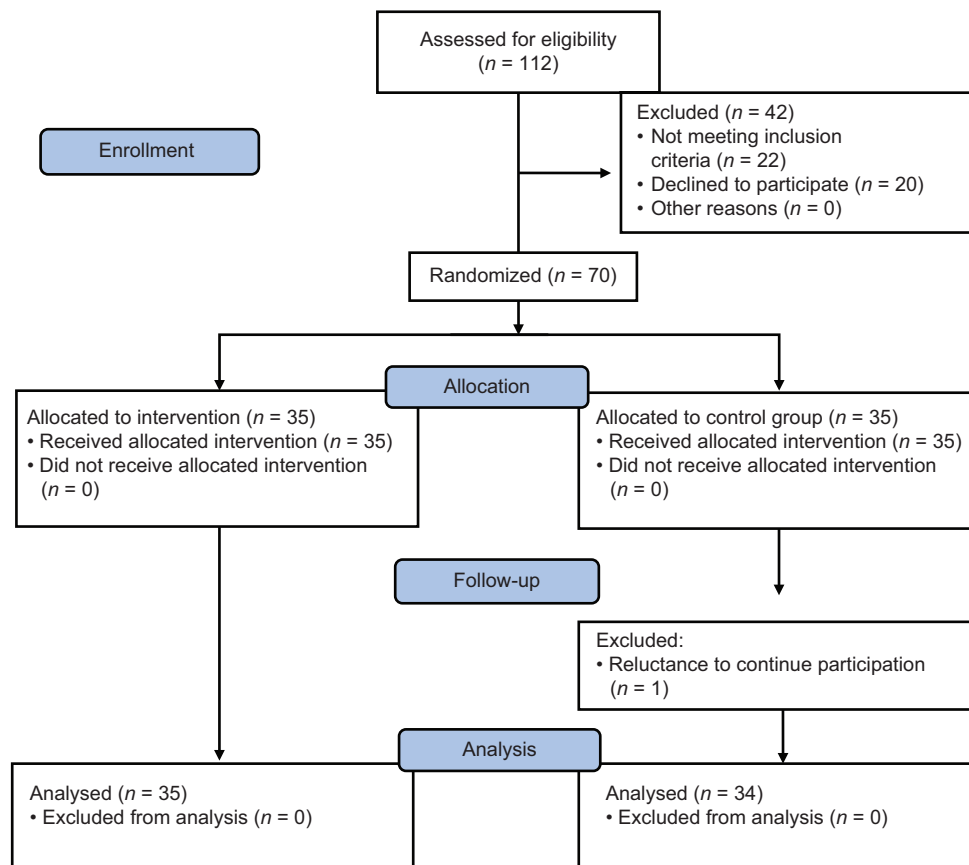 Assessed for eligibility
(n = 112)
Excluded (n = 42)
• Not meeting inclusion
criteria (n = 22)
• Declined to participate (n = 20)
• Other reasons (n = 0)
Enrollment
Randomized (n = 70)
Allocation
Allocated to intervention (n = 35)
• Received allocated intervention (n = 35)
• Did not receive allocated intervention
(n = 0)
Allocated to control group (n = 35)
• Received allocated intervention (n = 35)
• Did not receive allocated intervention
(n = 0)
Follow-up
Excluded:
• Reluctance to continue participation
(n = 1)
Analysis
Analysed (n = 35)
• Excluded from analysis (n = 0)
Analysed (n = 34)
• Excluded from analysis (n = 0)